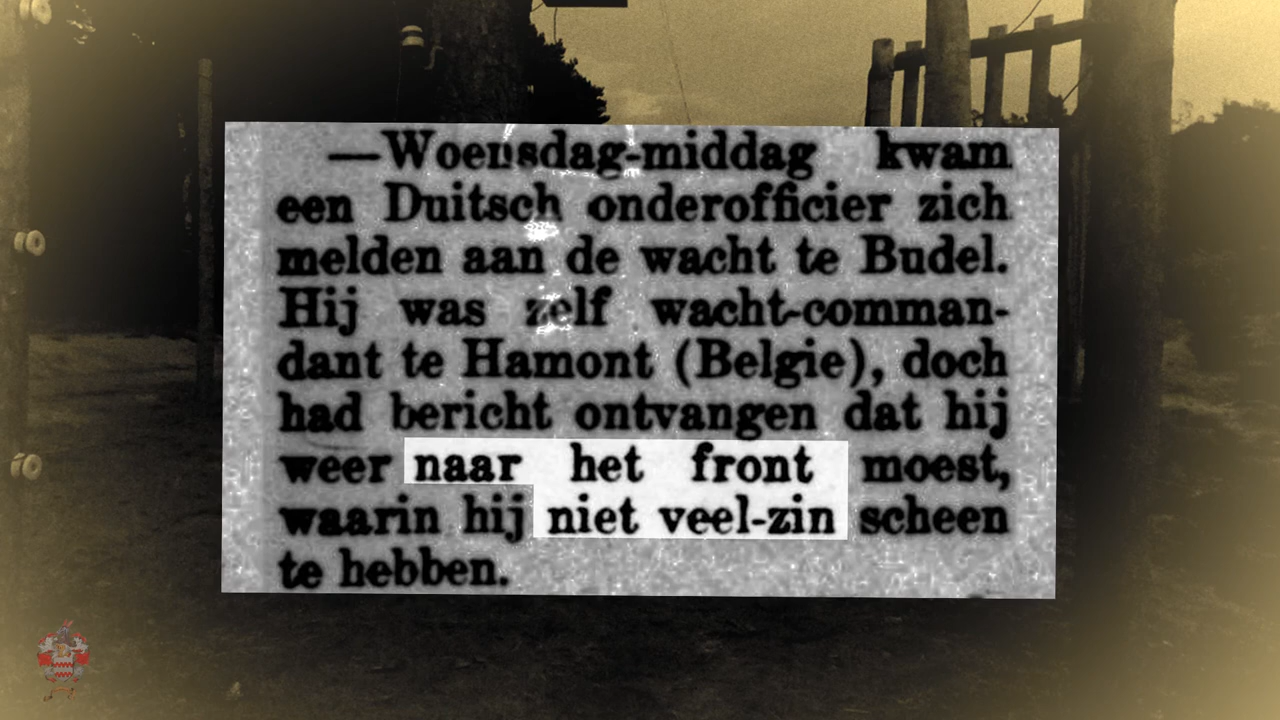 —Woensdag-middag kwam
een Duitsch onderofficier zich
melden aan de wacht te Budel.
Hij was zelf wacht-comman-
dant te Hamont (Belgie), doch
had bericht ontvangen dat hij
weer naar het front moest,
waarin hij niet veel-zin scheen
te hebben.